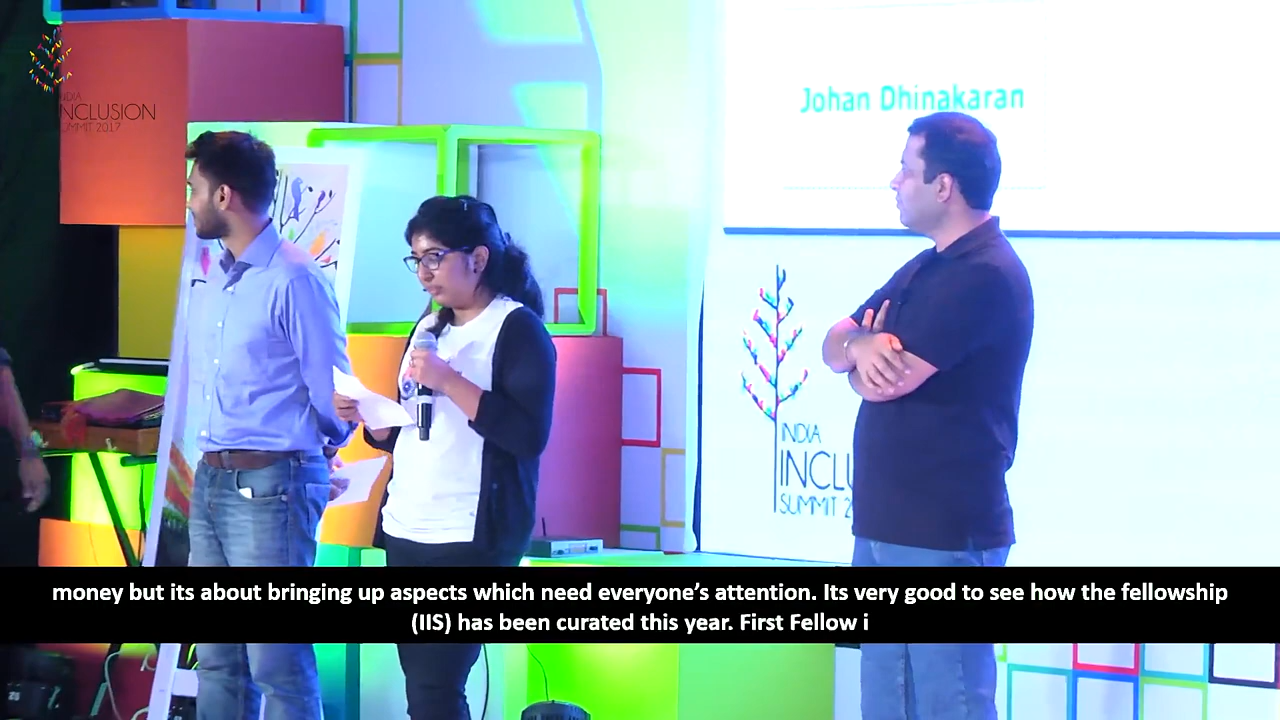 INDIA
INCLUSION
SUMMIT 2017
Johan Dhinakaran
INDIA
INCLU
SUMMIT 2
money but its about bringing up aspects which need everyone's attention. Its very good to see how the fellowship
(IIS) has been curated this year. First Fellow i